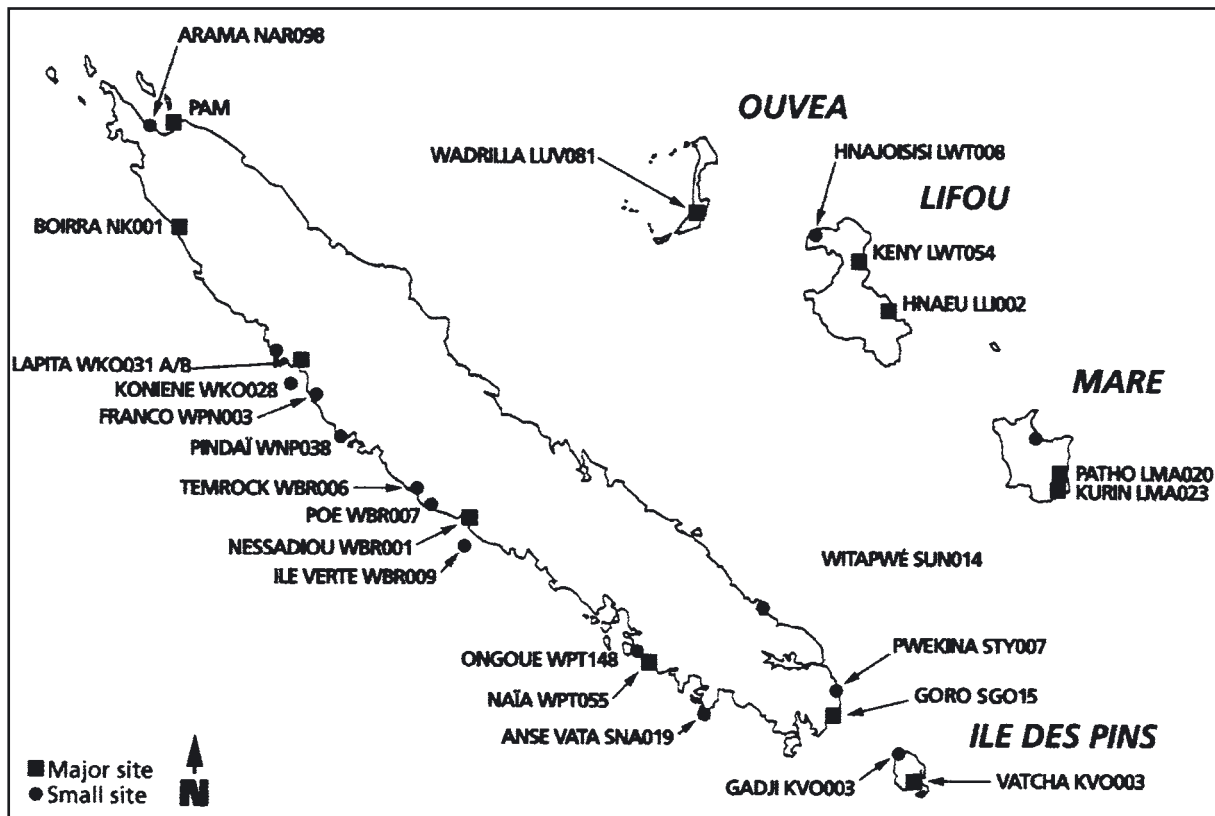 ARAMA NAR098
PAM
OUVEA
WADRILLA LUV081
HNAJOISISI LWT008
LIFOU
BOIRRA NK001
KENY LWT054
HNAEU LLI002
LAPITA WKO031 A/B
KONIENE WKO028
FRANCO WPN003
MARE
PINDAÏ WNP038
TEMROCK WBR006
POE WBR007
NESSADIOU WBR001
ILE VERTE WBR009
PATHO LMA020
KURIN LMA023
WITAPWÉ SUN014
ONGOUE WPT148
NAÏA WPT055
ANSE VATA SNA019
PWEKINA STY007
GORO SGO15
ILE DES PINS
GADJI KVO003
VATCHA KVO003
Major site
Small site
N